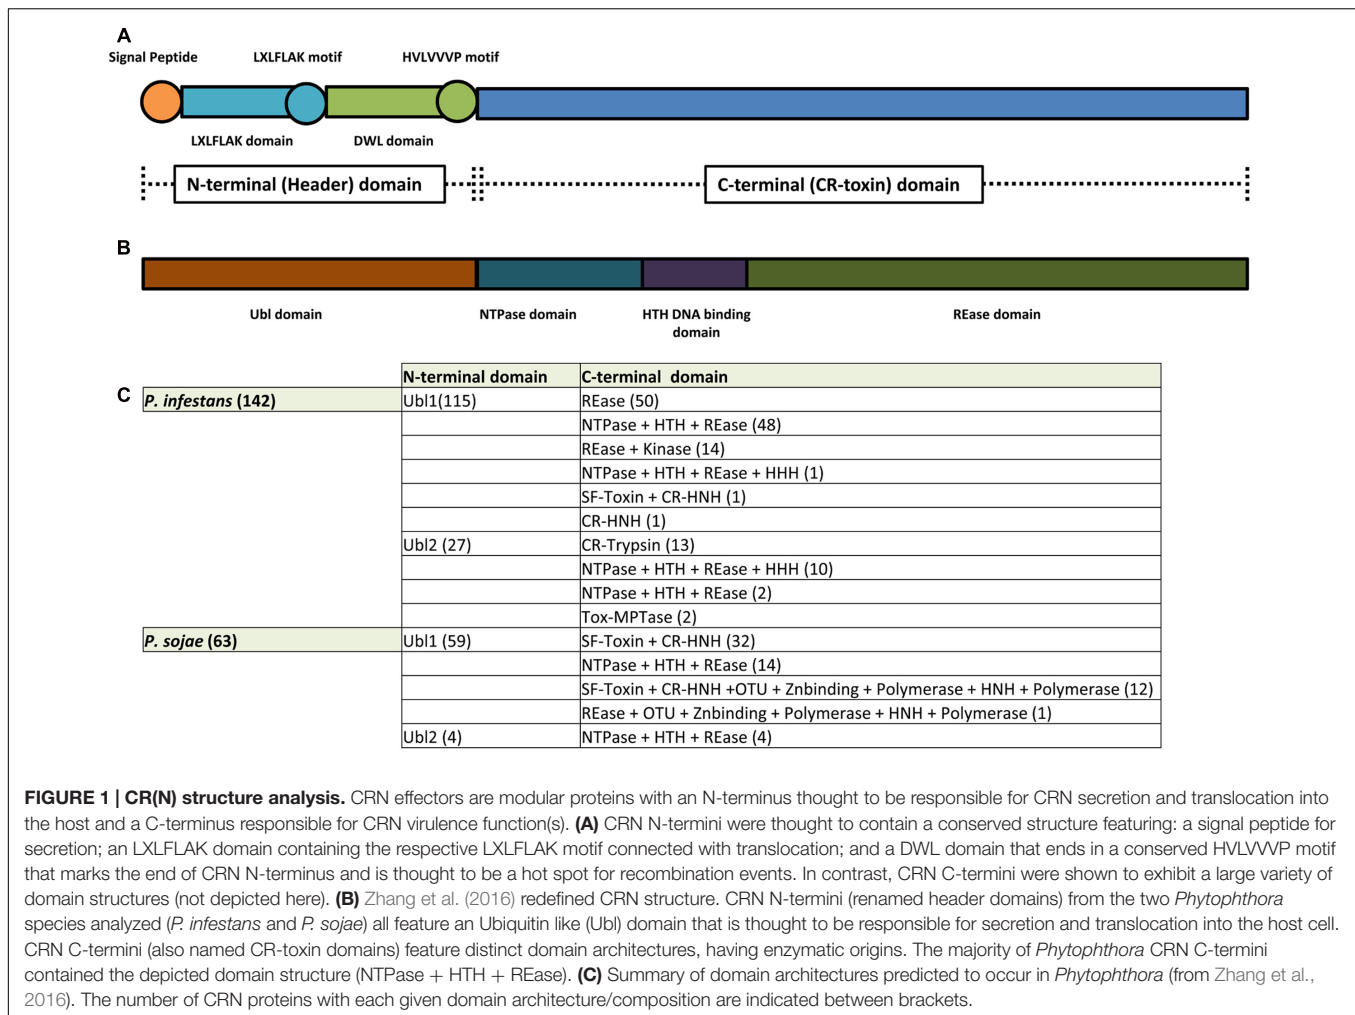 A
Signal Peptide LXLFLAK motif HVLVVVP motif
LXLFLAK domain DWL domain
N-terminal (Header) domain C-terminal (CR-toxin) domain
B
Ubl domain NTPase domain HTH DNA binding domain REase domain
C
N-terminal domain C-terminal domain
P. infestans (142) Ubl1(115) REase (50)
NTPase + HTH + REase (48)
REase + Kinase (14)
NTPase + HTH + REase + HHH (1)
SF-Toxin + CR-HNH (1)
CR-HNH (1)
Ubl2 (27) CR-Trypsin (13)
NTPase + HTH + REase + HHH (10)
NTPase + HTH + REase (2)
Tox-MPTase (2)
P. sojae (63) Ubl1 (59) SF-Toxin + CR-HNH (32)
NTPase + HTH + REase (14)
SF-Toxin + CR-HNH +OTU + Znbinding + Polymerase + HNH + Polymerase (12)
REase + OTU + Znbinding + Polymerase + HNH + Polymerase (1)
Ubl2 (4) NTPase + HTH + REase (4)
FIGURE 1 | CR(N) structure analysis. CRN effectors are modular proteins with an N-terminus thought to be responsible for CRN secretion and translocation into
the host and a C-terminus responsible for CRN virulence function(s). (A) CRN N-termini were thought to contain a conserved structure featuring: a signal peptide for
secretion; an LXLFLAK domain containing the respective LXLFLAK motif connected with translocation; and a DWL domain that ends in a conserved HVLVVVP motif
that marks the end of CRN N-terminus and is thought to be a hot spot for recombination events. In contrast, CRN C-termini were shown to exhibit a large variety of
domain structures (not depicted here). (B) Zhang et al. (2016) redefined CRN structure. CRN N-termini (renamed header domains) from the two Phytophthora
species analyzed (P. infestans and P. sojae) all feature an Ubiquitin like (Ubl) domain that is thought to be responsible for secretion and translocation into the host cell.
CRN C-termini (also named CR-toxin domains) feature distinct domain architectures, having enzymatic origins. The majority of Phytophthora CRN C-termini
contained the depicted domain structure (NTPase + HTH + REase). (C) Summary of domain architectures predicted to occur in Phytophthora (from Zhang et al.,
2016). The number of CRN proteins with each given domain architecture/composition are indicated between brackets.